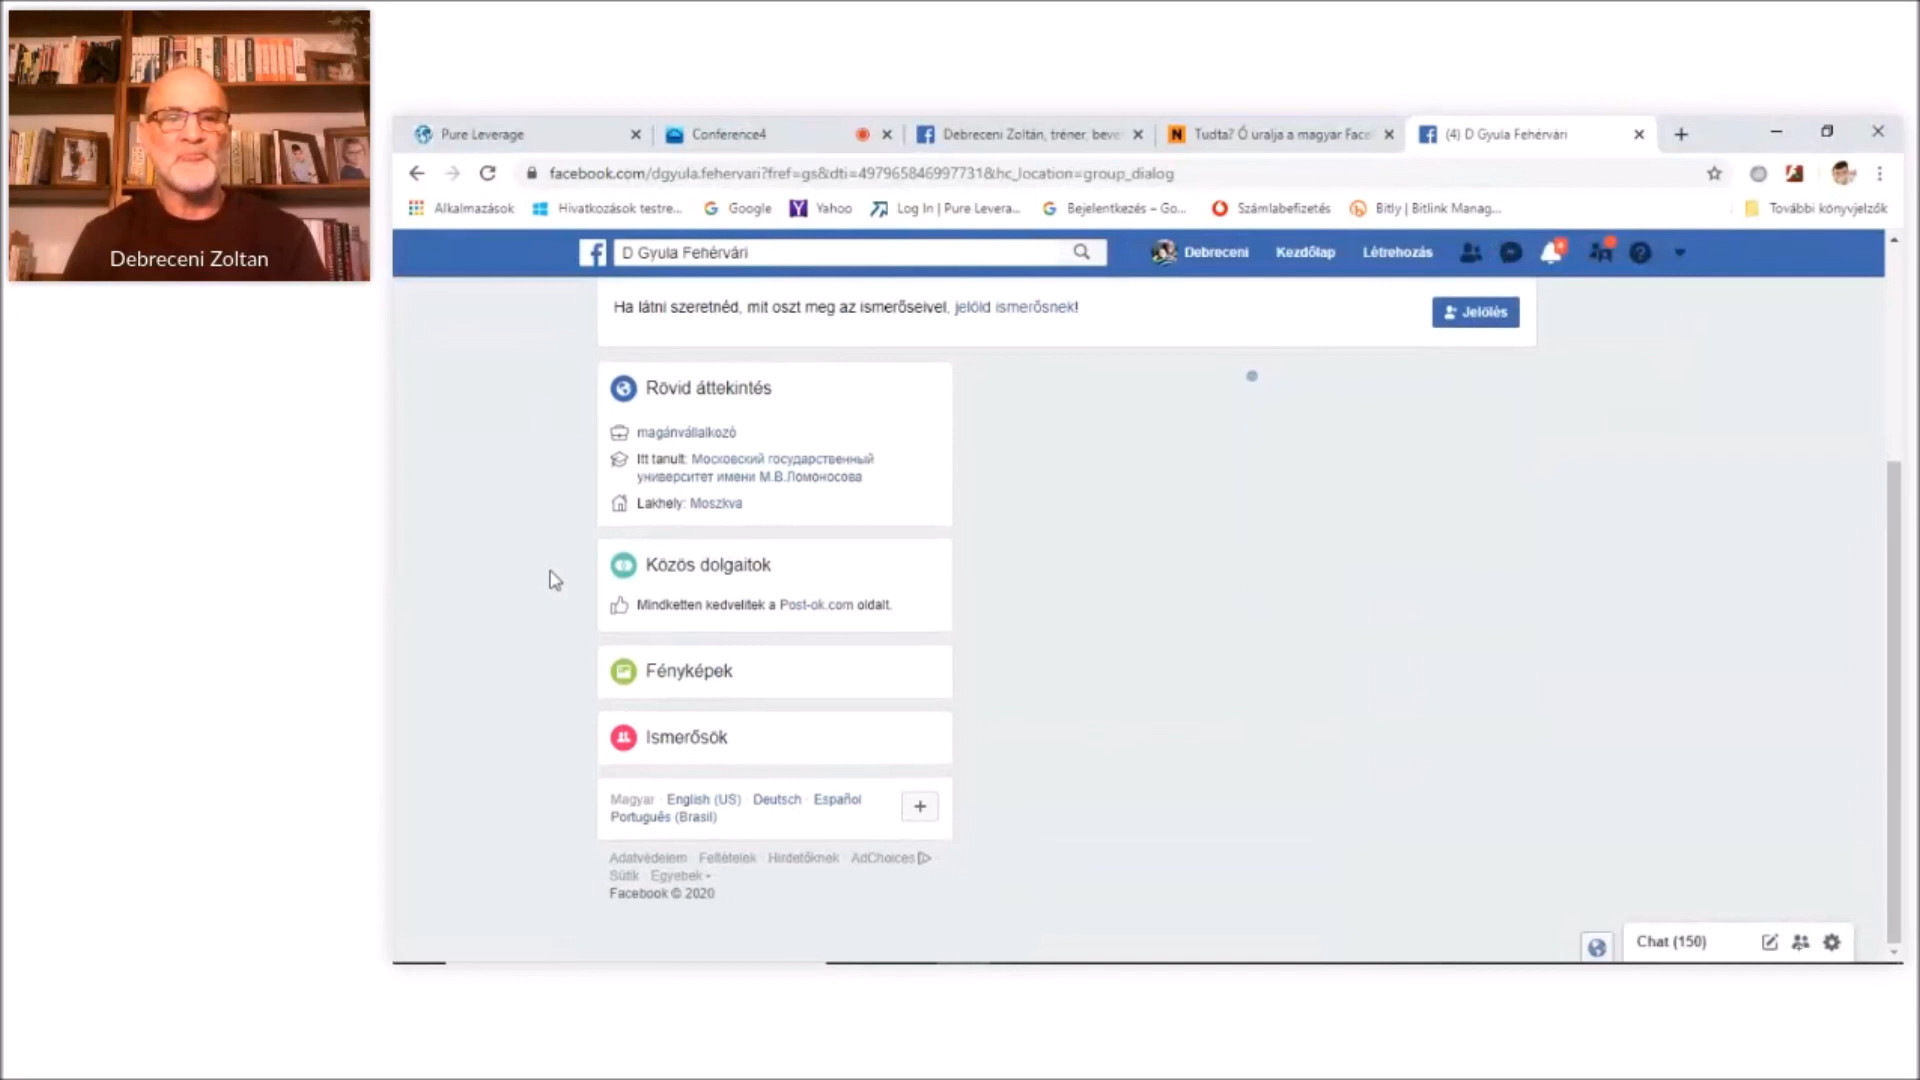 Debreceni Zoltan
Pure Leverage
Conference4
Debreceni Zoltán, tréner, beve
Tudta? Ő uralja a magyar Face
(4) D Gyula Fehérvári
facebook.com/dgyula.fehervari?fref=gs&dti=497965846997731&hc_location=group_dialog
Alkalmazások
Hivatkozások testre...
Google
Yahoo
Log In | Pure Levera...
Bejelentkezés – Go...
Számlabefizetés
Bitly | Bitlink Manag...
További könyvjelzők
D Gyula Fehérvári
Debreceni
Kezdőlap
Létrehozás
Ha látni szeretnéd, mit oszt meg az ismerőseivel, jelöld ismerősnek!
Jelölés
Rövid áttekintés
magánvállalkozó
Itt tanult: Московский государственный
университет имени М.В.Ломоносова
Lakhely: Moszkva
Közös dolgaitok
Mindketten kedvelitek a Post-ok.com oldalt.
Fényképek
Ismerősök
Magyar · English (US) · Deutsch · Español
Português (Brasil)
Adatvédelem · Feltételek · Hirdetőknek · AdChoices
Sütik · Egyebek
Facebook © 2020
Chat (150)